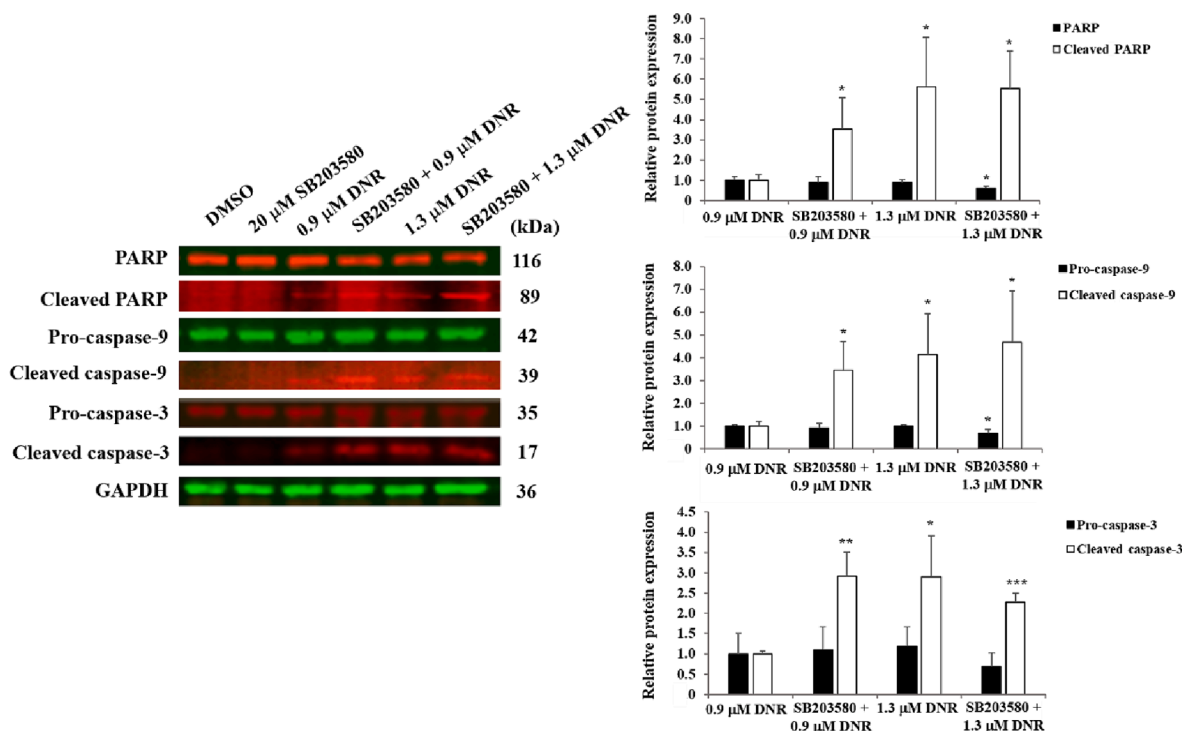 DMSO
20 μM SB203580
0.9 μM DNR
SB203580 + 0.9 μM DNR
1.3 μM DNR
SB203580 + 1.3 μM DNR
(kDa)
PARP 116
Cleaved PARP 89
Pro-caspase-9 42
Cleaved caspase-9 39
Pro-caspase-3 35
Cleaved caspase-3 17
GAPDH 36
Relative protein expression
9.0
8.0
7.0
6.0
5.0
4.0
3.0
2.0
1.0
0
*
*
*
*
PARP
Cleaved PARP
0.9 μM DNR
SB203580 +
0.9 μM DNR
1.3 μM DNR
SB203580 +
1.3 μM DNR
Relative protein expression
8.0
7.0
6.0
5.0
4.0
3.0
2.0
1.0
0
*
*
*
*
*
Pro-caspase-9
Cleaved caspase-9
0.9 μM DNR
SB203580 +
0.9 μM DNR
1.3 μM DNR
SB203580 +
1.3 μM DNR
Relative protein expression
4.5
4.0
3.5
3.0
2.5
2.0
1.5
1.0
0.5
0
**
*
***
Pro-caspase-3
Cleaved caspase-3
0.9 μM DNR
SB203580 +
0.9 μM DNR
1.3 μM DNR
SB203580 +
1.3 μM DNR